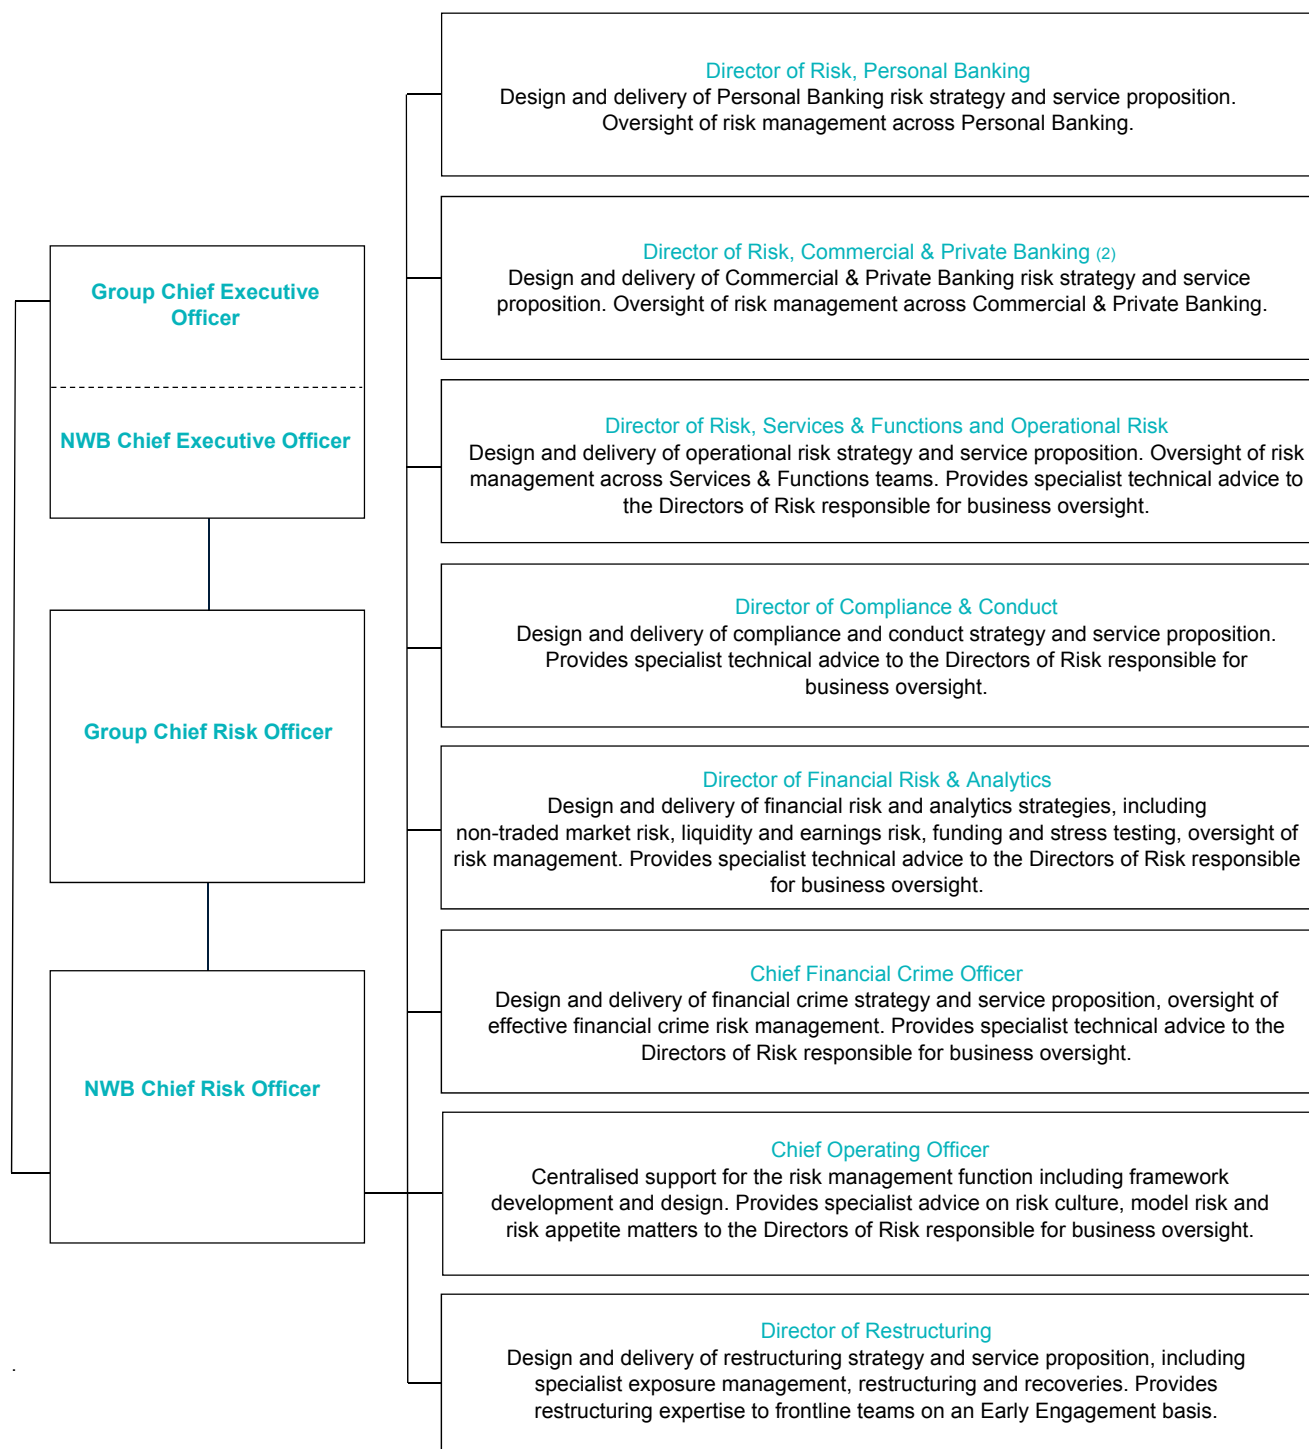 Group Chief Executive
Officer
NWB Chief Executive Officer
Group Chief Risk Officer
NWB Chief Risk Officer
.
Director of Risk, Personal Banking
Design and delivery of Personal Banking risk strategy and service proposition.
Oversight of risk management across Personal Banking.
Director of Risk, Commercial & Private Banking (2)
Design and delivery of Commercial & Private Banking risk strategy and service
proposition. Oversight of risk management across Commercial & Private Banking.
Director of Risk, Services & Functions and Operational Risk
Design and delivery of operational risk strategy and service proposition. Oversight of risk
management across Services & Functions teams. Provides specialist technical advice to
the Directors of Risk responsible for business oversight.
Director of Compliance & Conduct
Design and delivery of compliance and conduct strategy and service proposition.
Provides specialist technical advice to the Directors of Risk responsible for
business oversight.
Director of Financial Risk & Analytics
Design and delivery of financial risk and analytics strategies, including
non-traded market risk, liquidity and earnings risk, funding and stress testing, oversight of
risk management. Provides specialist technical advice to the Directors of Risk responsible
for business oversight.
Chief Financial Crime Officer
Design and delivery of financial crime strategy and service proposition, oversight of
effective financial crime risk management. Provides specialist technical advice to the
Directors of Risk responsible for business oversight.
Chief Operating Officer
Centralised support for the risk management function including framework
development and design. Provides specialist advice on risk culture, model risk and
risk appetite matters to the Directors of Risk responsible for business oversight.
Director of Restructuring
Design and delivery of restructuring strategy and service proposition, including
specialist exposure management, restructuring and recoveries. Provides
restructuring expertise to frontline teams on an Early Engagement basis.